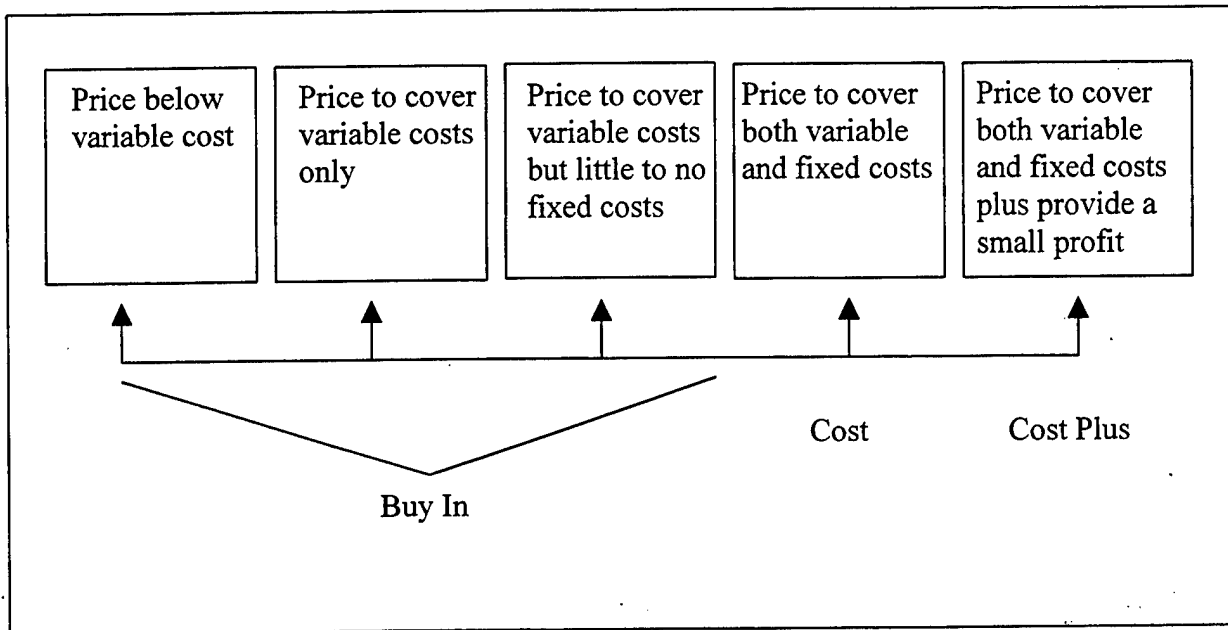 Price below
variable cost
Price to cover
variable costs
only
Price to cover
variable costs
but little to no
fixed costs
Price to cover
both variable
and fixed costs
Price to cover
both variable
and fixed costs
plus provide a
small profit
Cost
Cost Plus
Buy In